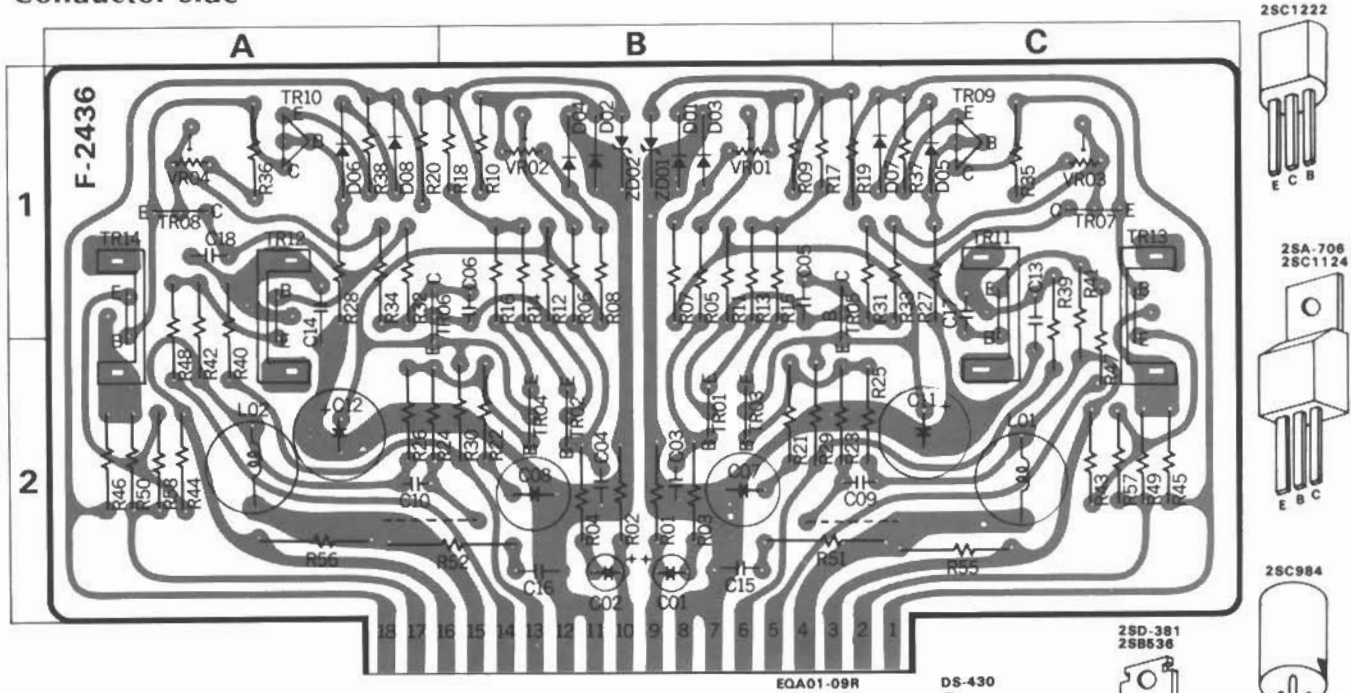 Conductor side
2SC1222
A B C
F-2436
TR10 D04 D02 D01 D03 TR09
E E
B B
R36 D06 R38 D08 R20 R18 R10 VR02 ZD02 ZD01 VR01 R09 R17 R19 D07 R37 D05 R35
VR04 C C VR03
E C B
1
E C C E
TR08 TR07
2SA-706
2SC1124
TR14 C18 TR12 TR11 TR13
C06 C05 C13 R39 R41
E B C C E B
R28 R34 R32 TR06 R16 R14 R12 R06 R08 R07 R05 R11 R13 R15 TR05 R31 R33 R27 C17
B E C14 E B B E
R48 R42 R40 R47
L02 +C12 R25 C11+ L01
E E E E
TR04 TR02 TR01 TR03
B B B B
2
R26 R24 R30 R22 C04 C03 R21 R29 R28
C08 C07
E B C
R46 R50 R58 R44 C10 C09 R43 R57 R49 R45
R04 R02 R01 R03
2SC984
R56 R52 + + R51 R55
C16 C02 C01 C15
18 17 16 15 14 13 12 11 10 9 8 7 6 5 4 3 2 1
2SD-381
2SB536
EQA01-09R DS-430